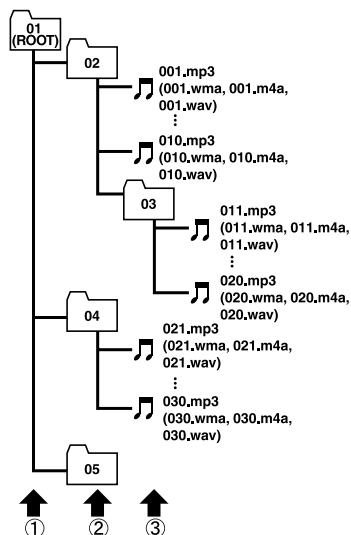 01
(ROOT)
02
001.mp3
(001.wma, 001.m4a,
001.wav)
⋮
010.mp3
(010.wma, 010.m4a,
010.wav)
03
011.mp3
(011.wma, 011.m4a,
011.wav)
⋮
020.mp3
(020.wma, 020.m4a,
020.wav)
04
021.mp3
(021.wma, 021.m4a,
021.wav)
⋮
030.mp3
(030.wma, 030.m4a,
030.wav)
05
① ② ③